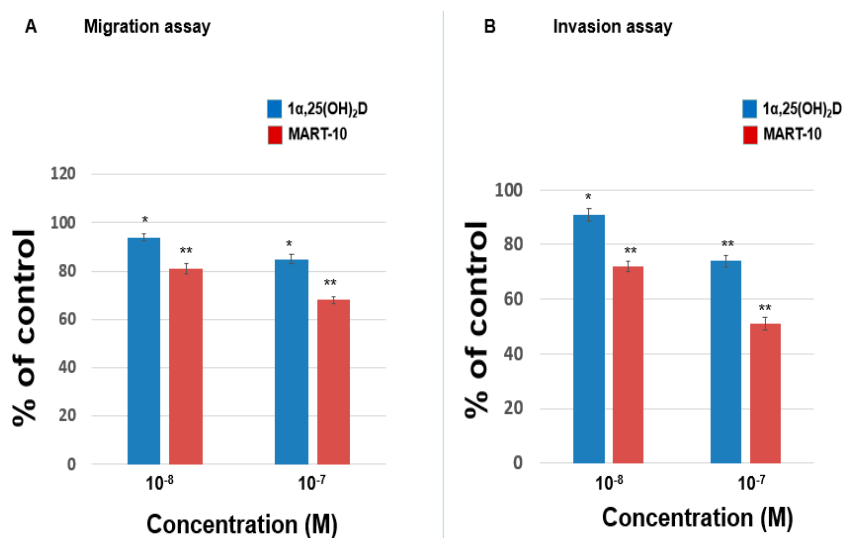 A Migration assay
1α,25(OH)₂D
MART-10
% of control
120
100
80
60
40
20
0
*
**
*
**
10⁻⁸ 10⁻⁷
Concentration (M)
B Invasion assay
1α,25(OH)₂D
MART-10
% of control
100
80
60
40
20
0
*
**
**
**
10⁻⁸ 10⁻⁷
Concentration (M)